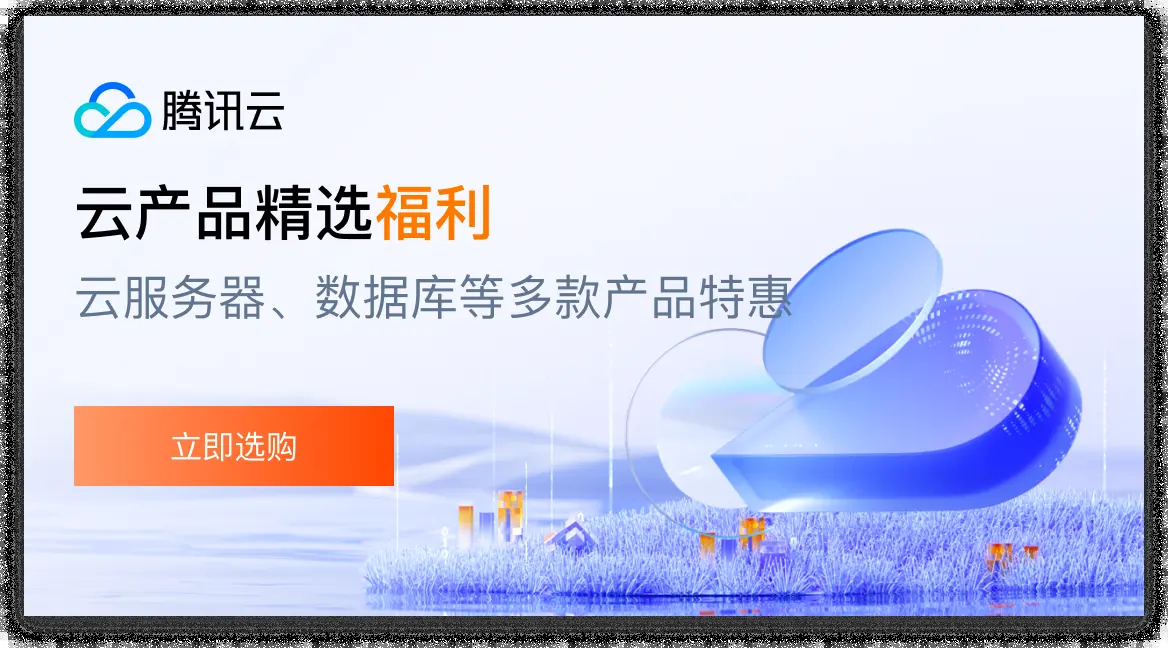 腾讯云
云产品精选福利
云服务器、数据库等多款产品特惠
立即选购